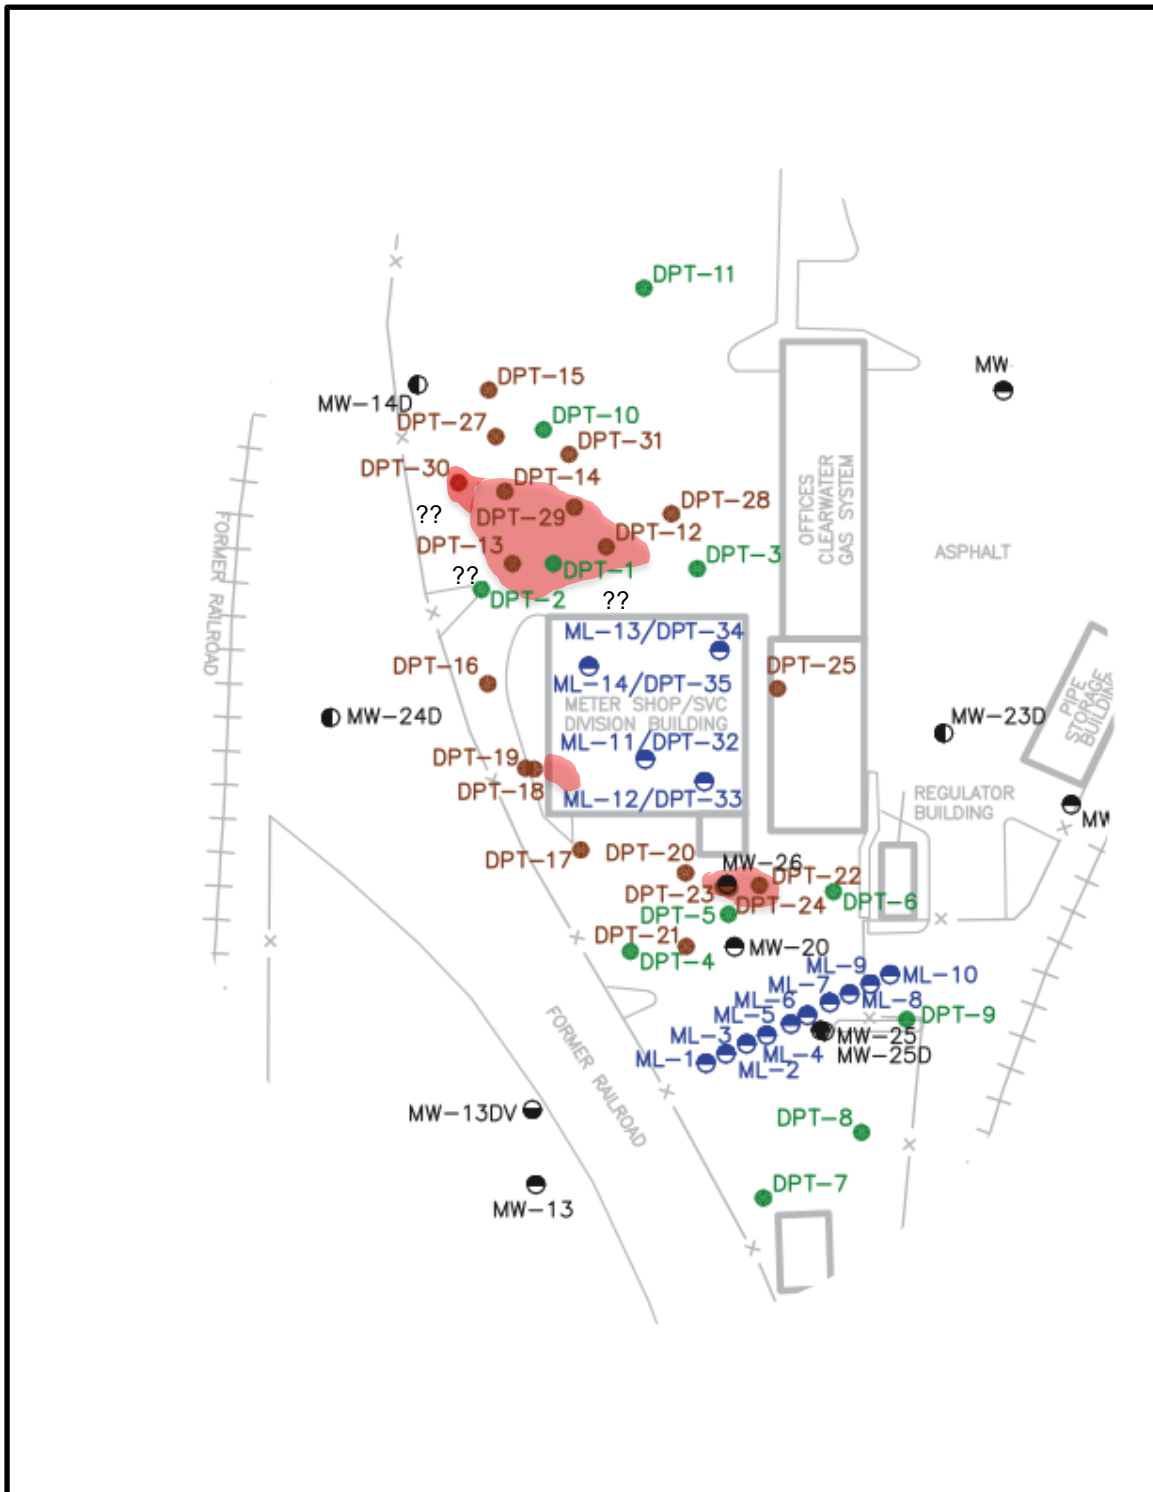 DPT-11
MW
DPT-15
MW-14D
DPT-10
DPT-27
DPT-31
DPT-30
DPT-14
DPT-28
DPT-29
??
DPT-12
OFFICES
CLEARWATER
GAS SYSTEM
ASPHALT
DPT-13
DPT-3
??
DPT-1
DPT-2
??
FORMER RAILROAD
ML-13/DPT-34
DPT-16
DPT-25
ML-14/DPT-35
METER SHOP/SVC
DIVISION BUILDING
PIPE
STORAGE
BUILDING
MW-24D
MW-23D
ML-11/DPT-32
DPT-19
DPT-18
ML-12/DPT-33
REGULATOR
BUILDING
MW
DPT-17
DPT-20
MW-26
DPT-22
DPT-23
DPT-24
DPT-6
DPT-5
DPT-21
MW-20
DPT-4
ML-9
ML-10
ML-7
ML-8
ML-6
ML-5
DPT-9
ML-3
MW-25
ML-1
ML-4
MW-25D
ML-2
FORMER RAILROAD
MW-13DV
DPT-8
DPT-7
MW-13